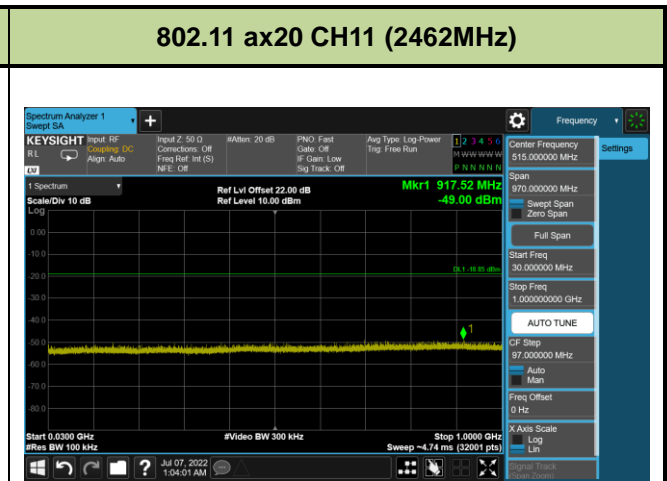 802.11 ax20 CH11 (2462MHz)
Spectrum Analyzer 1
Swept SA
Frequency
KEYSIGHT
RL
LXI
Input: RF
Coupling: DC
Align: Auto
Input Z: 50 Ω
Corrections: Off
Freq Ref: Int (S)
NFE: Off
#Atten: 20 dB
PNO: Fast
Gate: Off
IF Gain: Low
Sig Track: Off
Avg Type: Log-Power
Trig: Free Run
1 2 3 4 5 6
M W W W W W
P N N N N N
1 Spectrum
Scale/Div 10 dB
Log
Ref Lvl Offset 22.00 dB
Ref Level 10.00 dBm
Mkr1 917.52 MHz
-49.00 dBm
0.00
-10.0
-20.0
-30.0
-40.0
-50.0
-60.0
-70.0
-80.0
DL1 -18.85 dBm
1
Start 0.0300 GHz
#Res BW 100 kHz
#Video BW 300 kHz
Stop 1.0000 GHz
Sweep ~4.74 ms (32001 pts)
Center Frequency
515.000000 MHz
Settings
Span
970.000000 MHz
Swept Span
Zero Span
Full Span
Start Freq
30.000000 MHz
Stop Freq
1.000000000 GHz
AUTO TUNE
CF Step
97.000000 MHz
Auto
Man
Freq Offset
0 Hz
X Axis Scale
Log
Lin
Signal Track
(Span Zoom)
?
Jul 07, 2022
1:04:01 AM